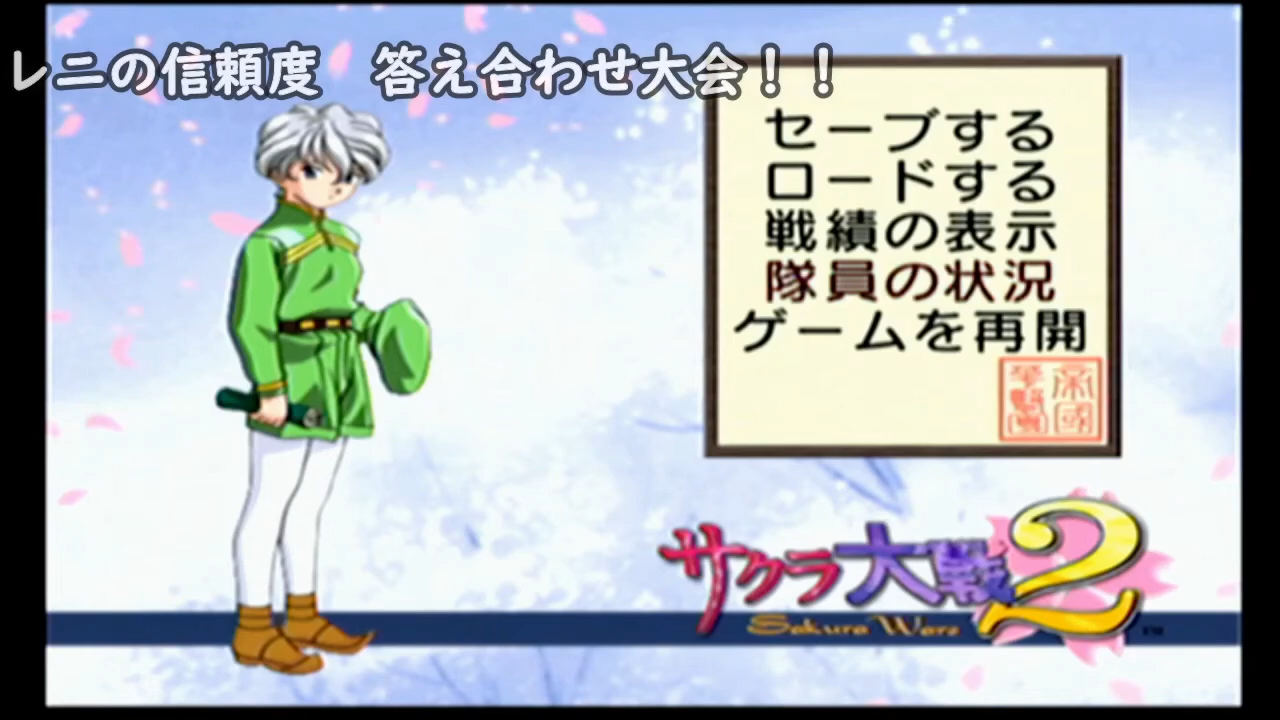 レニの信頼度　答え合わせ大会！！
セーブする
ロードする
戦績の表示
隊員の状況
ゲームを再開
帝國
華撃團
サクラ大戦2
Sakura Wars
TM